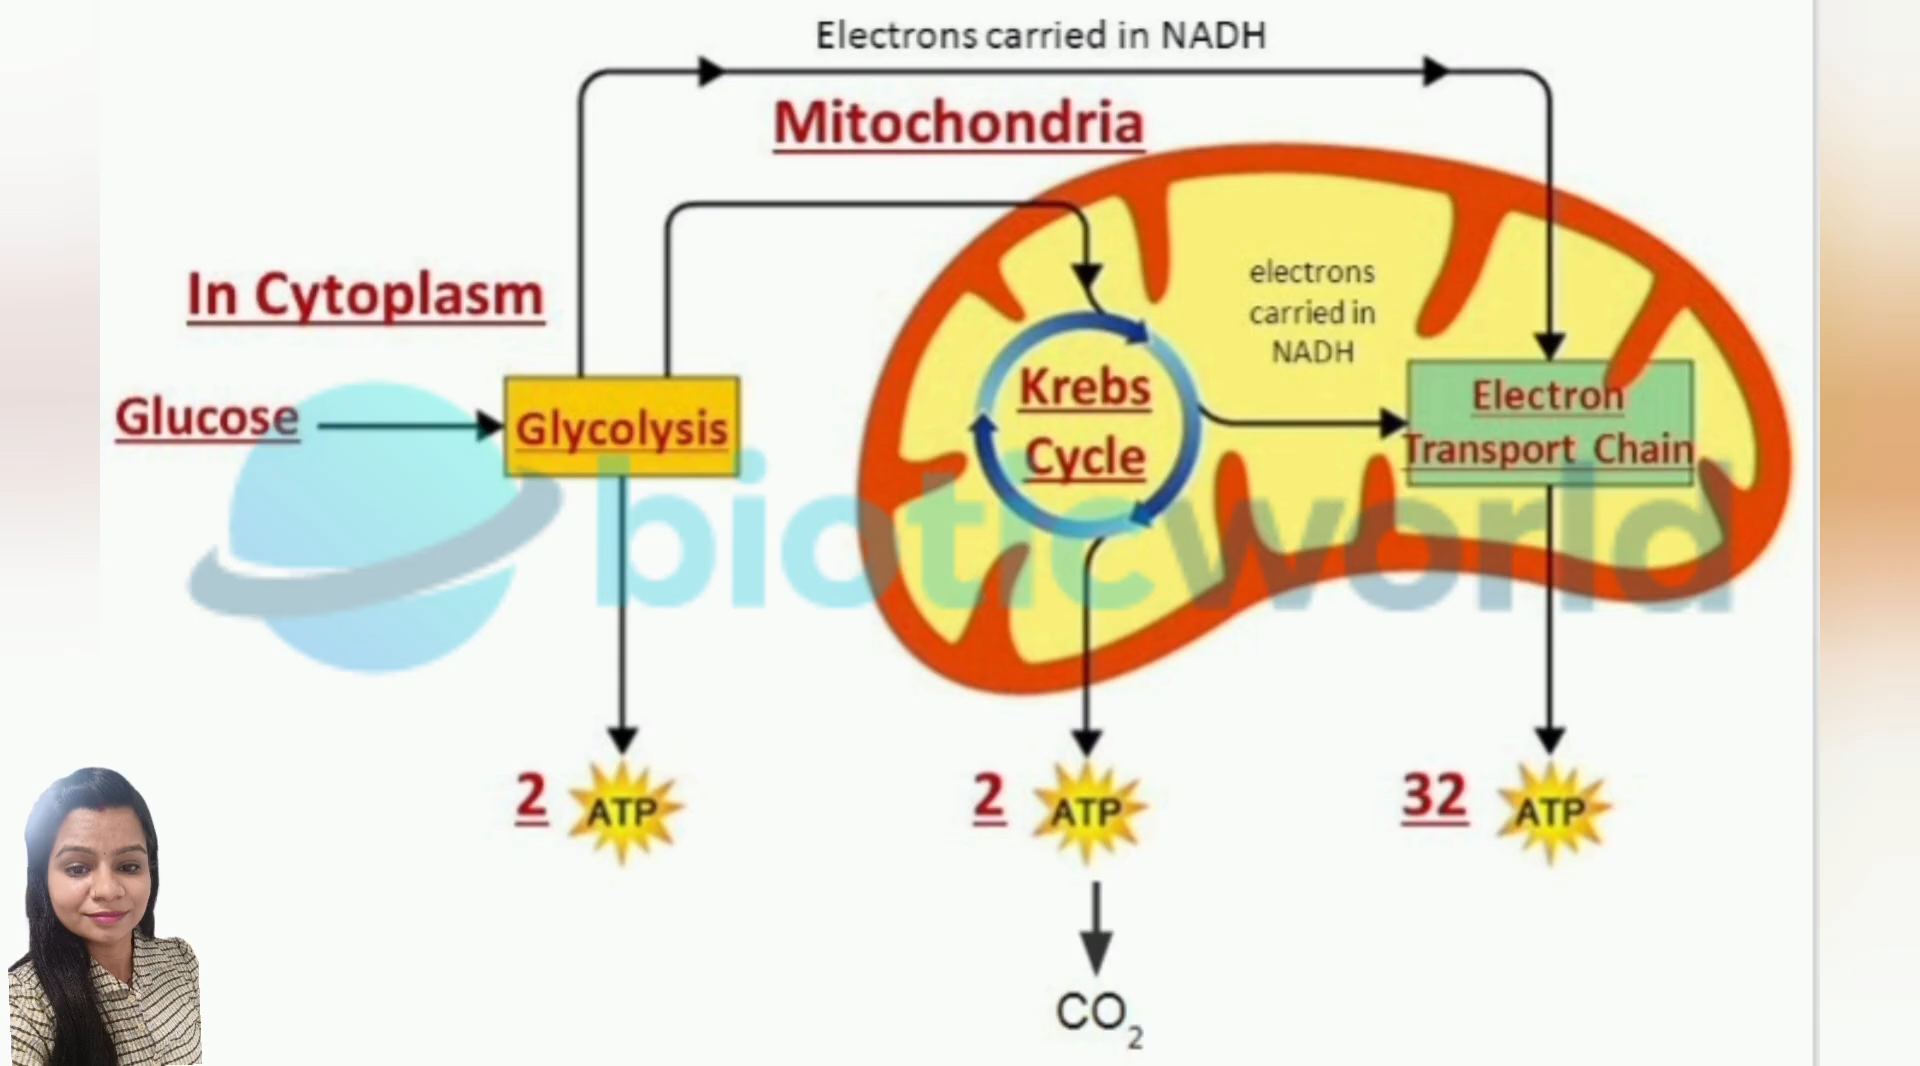 Electrons carried in NADH
Mitochondria
In Cytoplasm
electrons
carried in
NADH
Glucose
Glycolysis
Krebs
Cycle
Electron
Transport Chain
bioticworld
2 ATP
2 ATP
32 ATP
CO₂